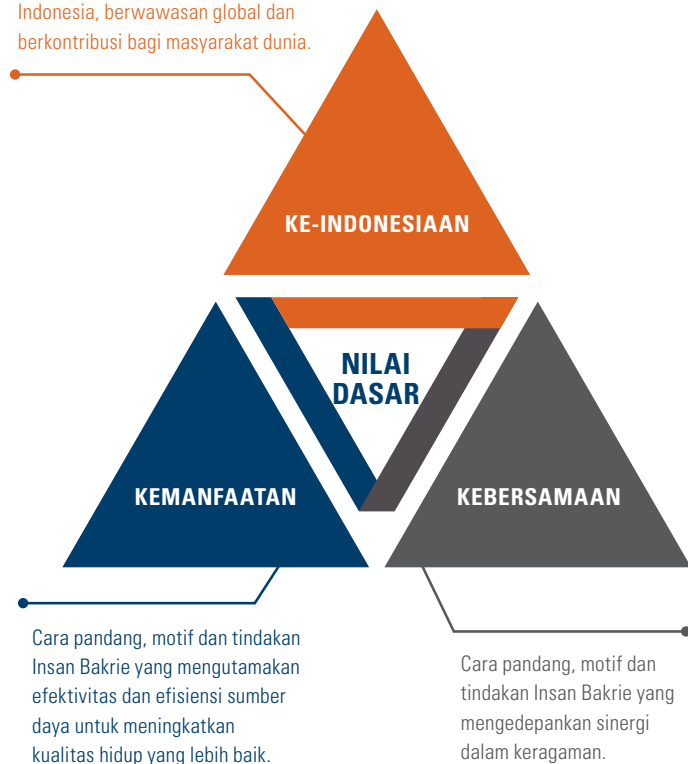 Indonesia, berwawasan global dan
berkontribusi bagi masyarakat dunia.
KE-INDONESIAAN
NILAI
DASAR
KEMANFAATAN
KEBERSAMAAN
Cara pandang, motif dan tindakan
Insan Bakrie yang mengutamakan
efektivitas dan efisiensi sumber
daya untuk meningkatkan
kualitas hidup yang lebih baik.
Cara pandang, motif dan
tindakan Insan Bakrie yang
mengedepankan sinergi
dalam keragaman.